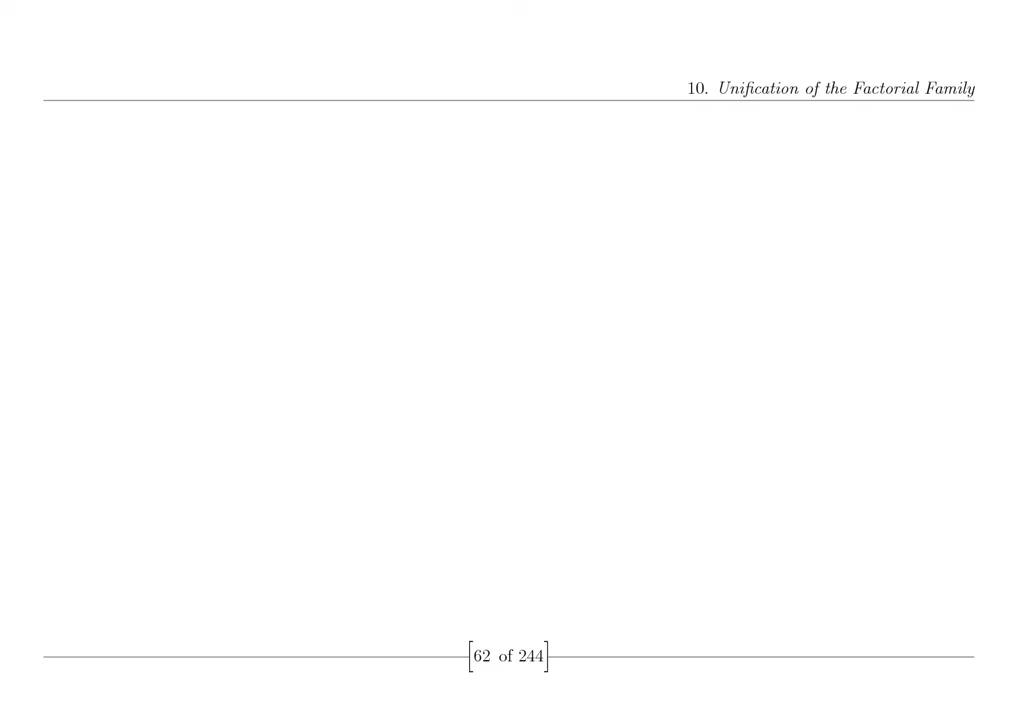 10. Unification of the Factorial Family
[62 of 244]